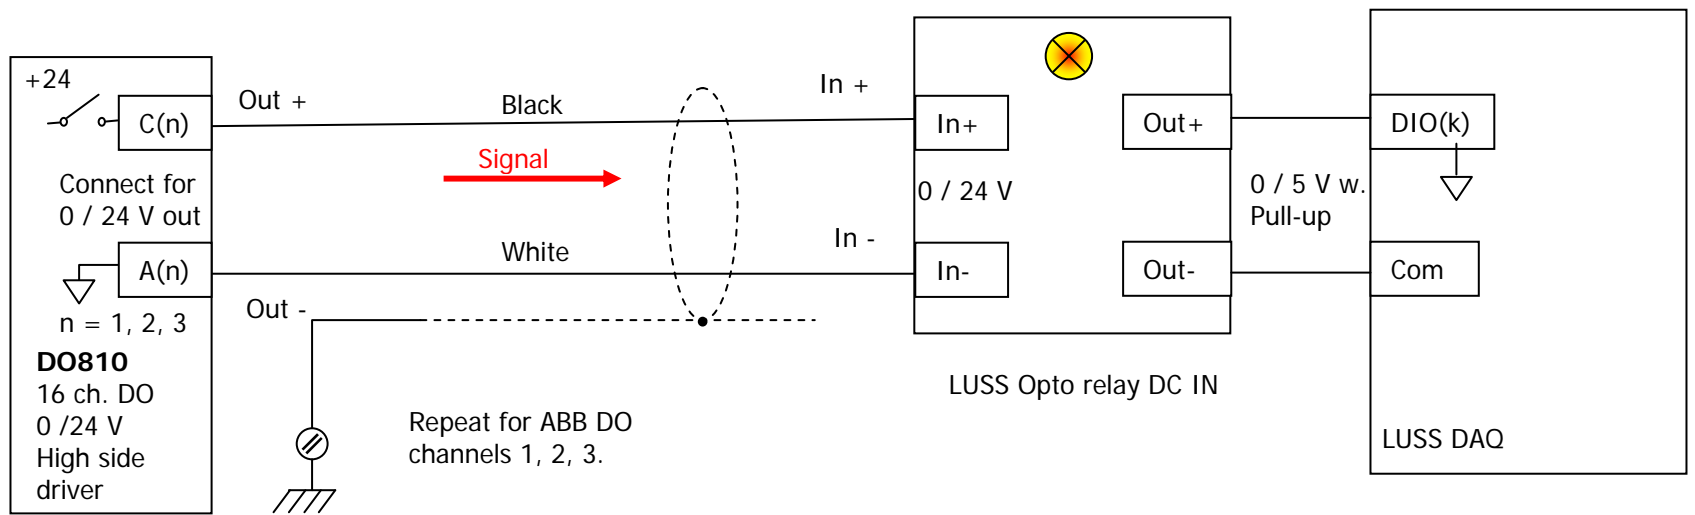 +24
C(n)
Out +
Black
In +
In+
Out+
DIO(k)
Signal
Connect for
0 / 24 V out
0 / 24 V
0 / 5 V w.
Pull-up
A(n)
White
In -
In-
Out-
Com
Out -
n = 1, 2, 3
DO810
16 ch. DO
0 /24 V
High side
driver
Repeat for ABB DO
channels 1, 2, 3.
LUSS Opto relay DC IN
LUSS DAQ